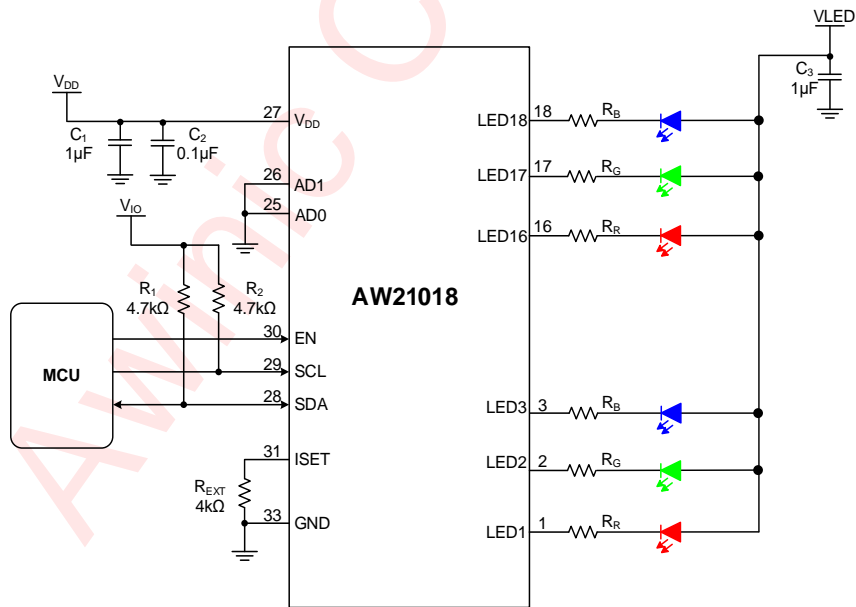 VLED
C3
1µF
VDD
C1
1µF
C2
0.1µF
27
VDD
26
AD1
25
AD0
VIO
R1
4.7kΩ
R2
4.7kΩ
MCU
30
EN
29
SCL
28
SDA
31
ISET
REXT
4kΩ
33
GND
AW21018
LED18
18
RB
LED17
17
RG
LED16
16
RR
LED3
3
RB
LED2
2
RG
LED1
1
RR
Awinic C